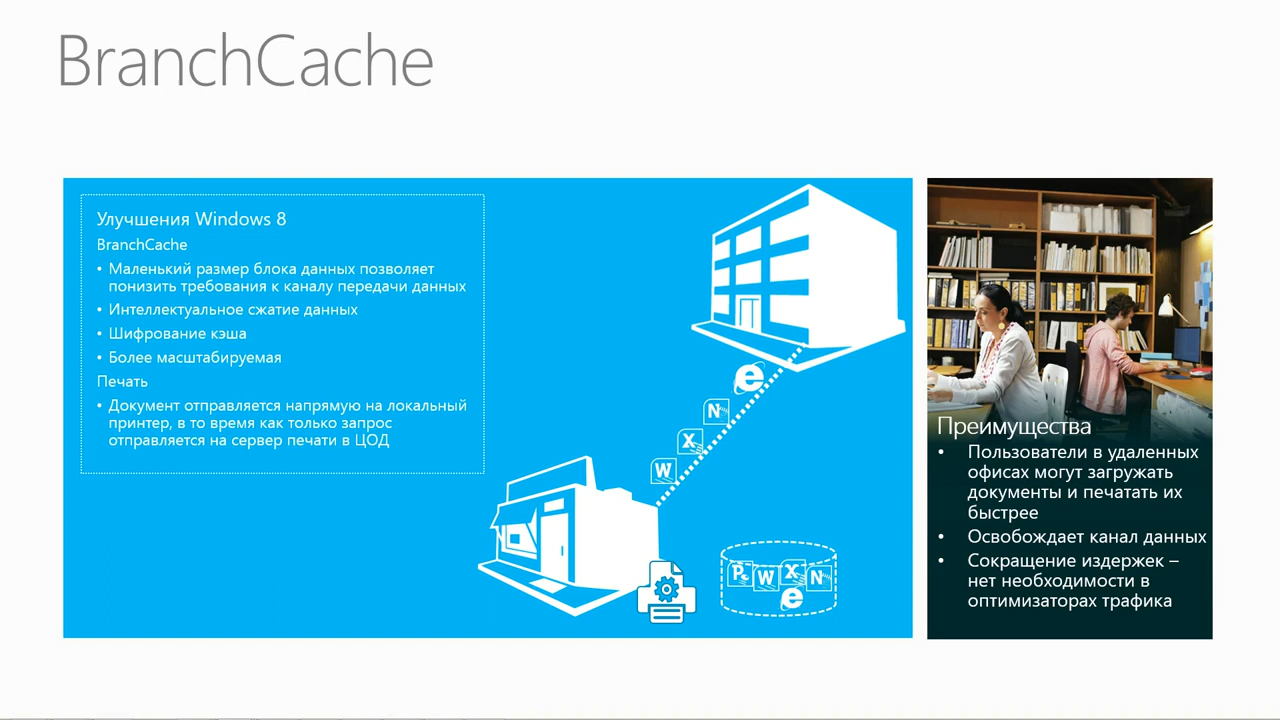 BranchCache
Улучшения Windows 8
BranchCache
• Маленький размер блока данных позволяет
понизить требования к каналу передачи данных
• Интеллектуальное сжатие данных
• Шифрование кэша
• Более масштабируемая
Печать
• Документ отправляется напрямую на локальный
принтер, в то время как только запрос
отправляется на сервер печати в ЦОД
e
N
X
W
P W X N
e
Преимущества
• Пользователи в удаленных
офисах могут загружать
документы и печатать их
быстрее
• Освобождает канал данных
• Сокращение издержек –
нет необходимости в
оптимизаторах трафика